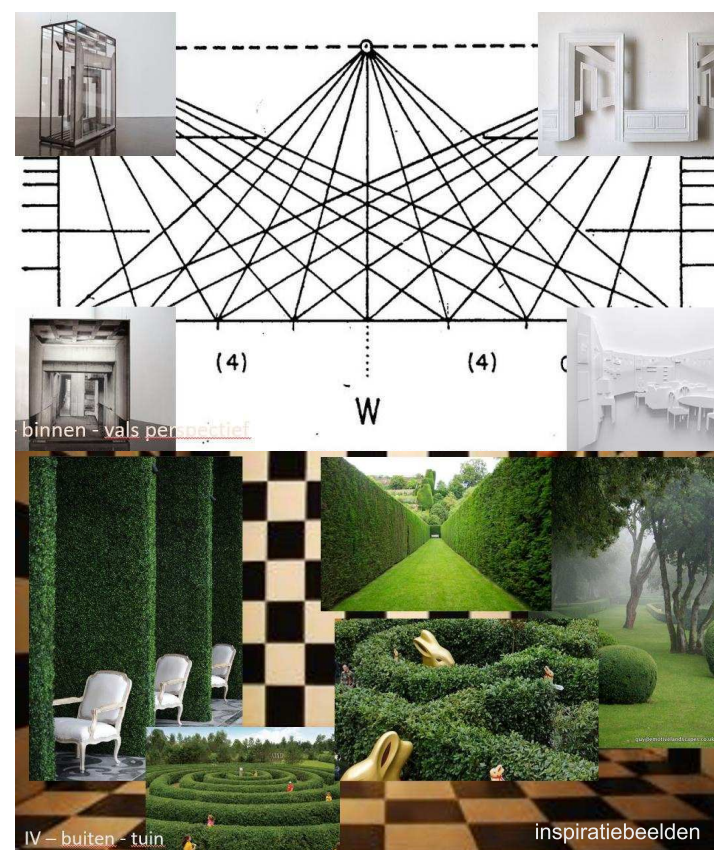 (4)
(4)
W
- binnen - vals perspectief
IV – buiten - tuin
inspiratiebeelden